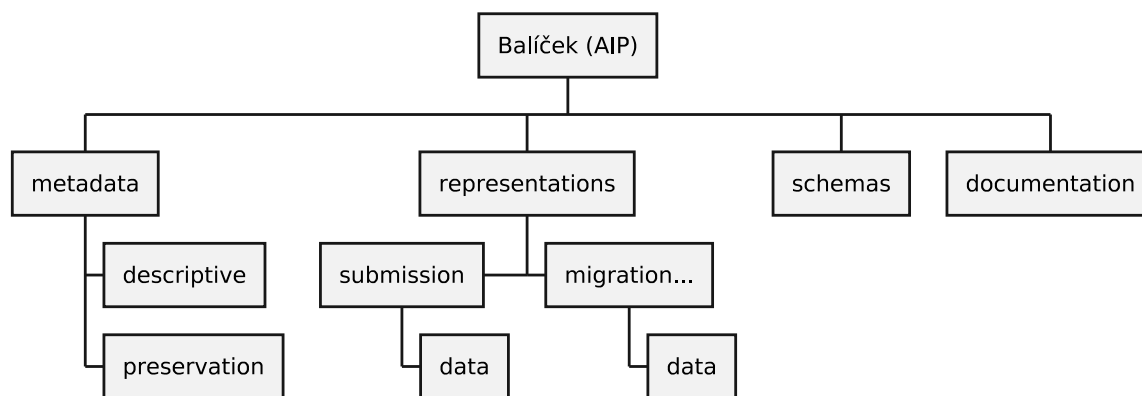 Balíček (AIP)
metadata
representations
schemas
documentation
descriptive
submission
migration...
preservation
data
data